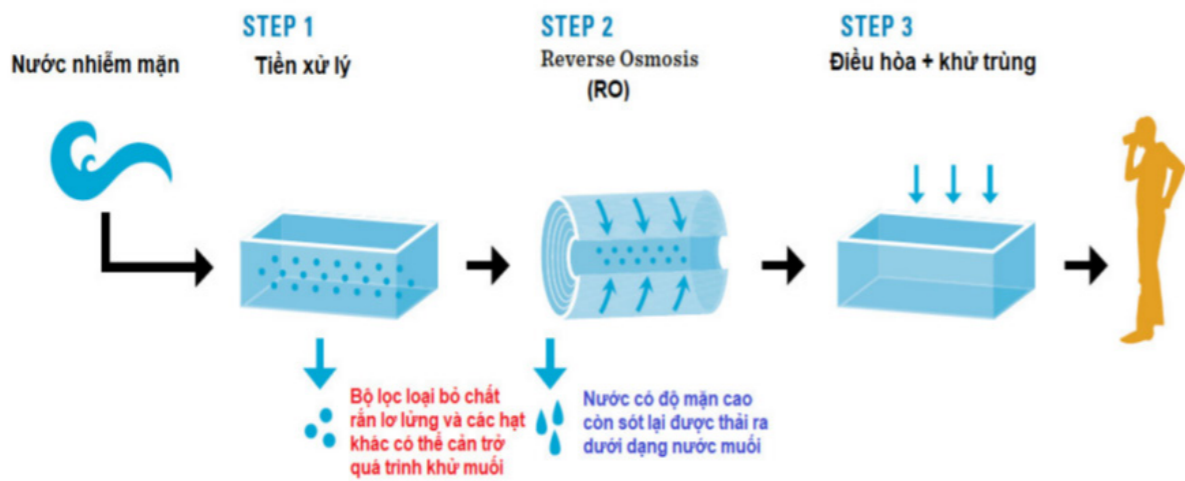 Nước nhiễm mặn
STEP 1
Tiền xử lý
STEP 2
Reverse Osmosis
(RO)
STEP 3
Điều hòa + khử trùng
Bộ lọc loại bỏ chất
rắn lơ lửng và các hạt
khác có thể cản trở
quá trình khử muối
Nước có độ mặn cao
còn sót lại được thải ra
dưới dạng nước muối